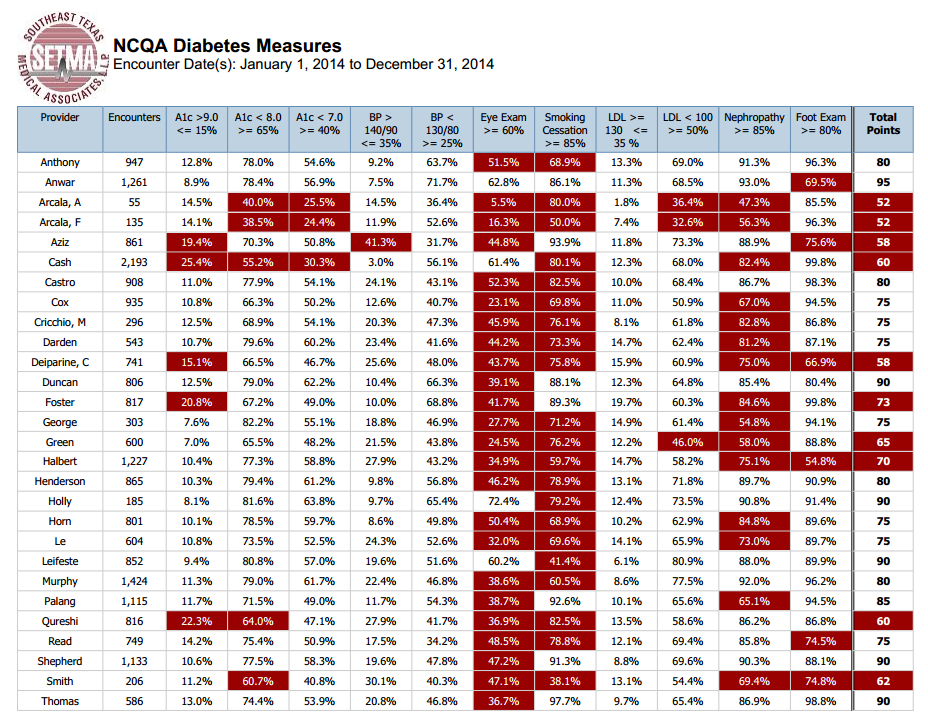 SOUTHEAST TEXAS
SETMA
MEDICAL ASSOCIATES, L.L.P.
NCQA Diabetes Measures
Encounter Date(s): January 1, 2014 to December 31, 2014
Provider Encounters A1c >9.0 A1c < 8.0 A1c < 7.0 BP > BP < Eye Exam Smoking LDL >= LDL < 100 Nephropathy Foot Exam Total
<= 15% >= 65% >= 40% 140/90 130/80 >= 60% Cessation 130 <= >= 50% >= 85% >= 80% Points
<= 35% >= 25% >= 85% 35 %
Anthony 947 12.8% 78.0% 54.6% 9.2% 63.7% 51.5% 68.9% 13.3% 69.0% 91.3% 96.3% 80
Anwar 1,261 8.9% 78.4% 56.9% 7.5% 71.7% 62.8% 86.1% 11.3% 68.5% 93.0% 69.5% 95
Arcala, A 55 14.5% 40.0% 25.5% 14.5% 36.4% 5.5% 80.0% 1.8% 36.4% 47.3% 85.5% 52
Arcala, F 135 14.1% 38.5% 24.4% 11.9% 52.6% 16.3% 50.0% 7.4% 32.6% 56.3% 96.3% 52
Aziz 861 19.4% 70.3% 50.8% 41.3% 31.7% 44.8% 93.9% 11.8% 73.3% 88.9% 75.6% 58
Cash 2,193 25.4% 55.2% 30.3% 3.0% 56.1% 61.4% 80.1% 12.3% 68.0% 82.4% 99.8% 60
Castro 908 11.0% 77.9% 54.1% 24.1% 43.1% 52.3% 82.5% 10.0% 68.4% 86.7% 98.3% 80
Cox 935 10.8% 66.3% 50.2% 12.6% 40.7% 23.1% 69.8% 11.0% 50.9% 67.0% 94.5% 75
Cricchio, M 296 12.5% 68.9% 54.1% 20.3% 47.3% 45.9% 76.1% 8.1% 61.8% 82.8% 86.8% 75
Darden 543 10.7% 79.6% 60.2% 23.4% 41.6% 44.2% 73.3% 14.7% 62.4% 81.2% 87.1% 75
Deiparine, C 741 15.1% 66.5% 46.7% 25.6% 48.0% 43.7% 75.8% 15.9% 60.9% 75.0% 66.9% 58
Duncan 806 12.5% 79.0% 62.2% 10.4% 66.3% 39.1% 88.1% 12.3% 64.8% 85.4% 80.4% 90
Foster 817 20.8% 67.2% 49.0% 10.0% 68.8% 41.7% 89.3% 19.7% 60.3% 84.6% 99.8% 73
George 303 7.6% 82.2% 55.1% 18.8% 46.9% 27.7% 71.2% 14.9% 61.4% 54.8% 94.1% 75
Green 600 7.0% 65.5% 48.2% 21.5% 43.8% 24.5% 76.2% 12.2% 46.0% 58.0% 88.8% 65
Halbert 1,227 10.4% 77.3% 58.8% 27.9% 43.2% 34.9% 59.7% 14.7% 58.2% 75.1% 54.8% 70
Henderson 865 10.3% 79.4% 61.2% 9.8% 56.8% 46.2% 78.9% 13.1% 71.8% 89.7% 90.9% 80
Holly 185 8.1% 81.6% 63.8% 9.7% 65.4% 72.4% 79.2% 12.4% 73.5% 90.8% 91.4% 90
Horn 801 10.1% 78.5% 59.7% 8.6% 49.8% 50.4% 68.9% 10.2% 62.9% 84.8% 89.6% 75
Le 604 10.8% 73.5% 52.5% 24.3% 52.6% 32.0% 69.6% 14.1% 65.9% 73.0% 89.7% 75
Leifeste 852 9.4% 80.8% 57.0% 19.6% 51.6% 60.2% 41.4% 6.1% 80.9% 88.0% 89.9% 90
Murphy 1,424 11.3% 79.0% 61.7% 22.4% 46.8% 38.6% 60.5% 8.6% 77.5% 92.0% 96.2% 80
Palang 1,115 11.7% 71.5% 49.0% 11.7% 54.3% 38.7% 92.6% 10.1% 65.6% 65.1% 94.5% 85
Qureshi 816 22.3% 64.0% 47.1% 27.9% 41.7% 36.9% 82.5% 13.5% 58.6% 86.2% 86.8% 60
Read 749 14.2% 75.4% 50.9% 17.5% 34.2% 48.5% 78.8% 12.1% 69.4% 85.8% 74.5% 75
Shepherd 1,133 10.6% 77.5% 58.3% 19.6% 47.8% 47.2% 91.3% 8.8% 69.6% 90.3% 88.1% 90
Smith 206 11.2% 60.7% 40.8% 30.1% 40.3% 47.1% 38.1% 13.1% 54.4% 69.4% 74.8% 62
Thomas 586 13.0% 74.4% 53.9% 20.8% 46.8% 36.7% 97.7% 9.7% 65.4% 86.9% 98.8% 90